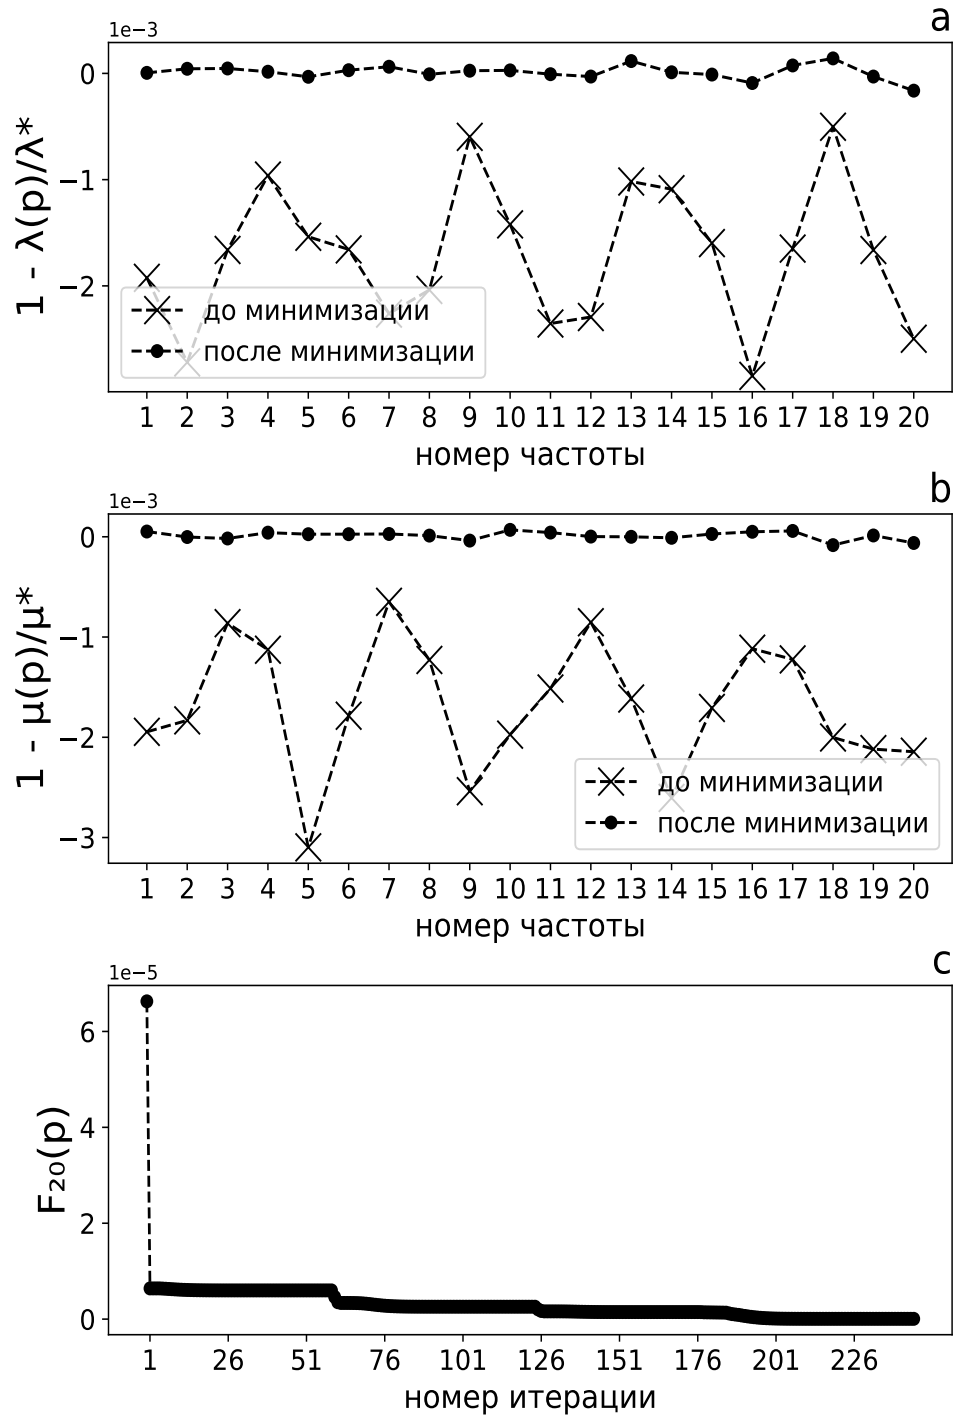 a
1e−3
0
−1
−2
1 - λ(p)/λ*
до минимизации
после минимизации
1 2 3 4 5 6 7 8 9 10 11 12 13 14 15 16 17 18 19 20
номер частоты
b
1e−3
0
−1
−2
−3
1 - μ(p)/μ*
до минимизации
после минимизации
1 2 3 4 5 6 7 8 9 10 11 12 13 14 15 16 17 18 19 20
номер частоты
c
1e−5
6
4
2
0
F₂₀(p)
1 26 51 76 101 126 151 176 201 226
номер итерации